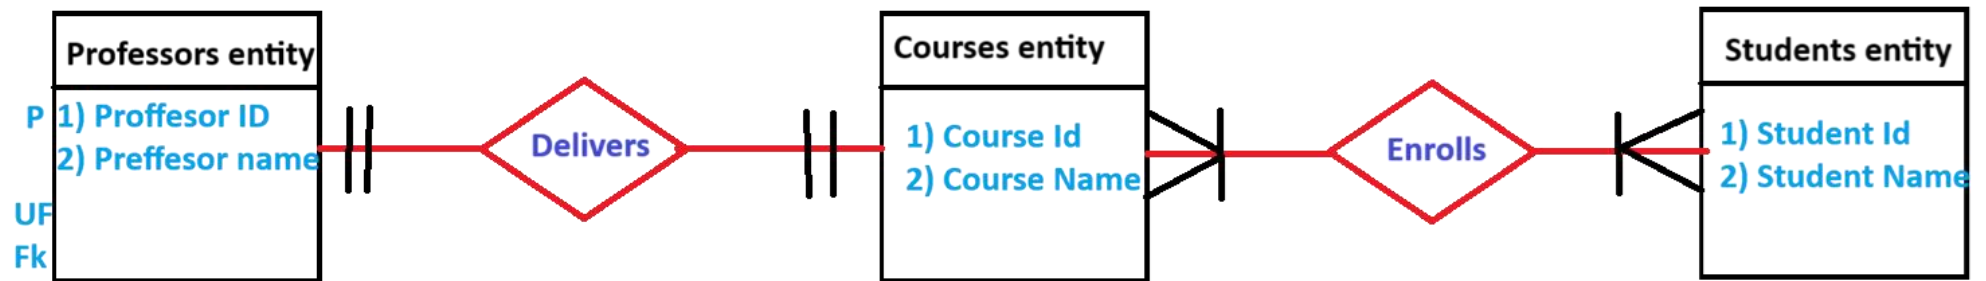 Professors entity
P 1) Proffesor ID
2) Preffesor name
UF
Fk
Delivers
Courses entity
1) Course Id
2) Course Name
Enrolls
Students entity
1) Student Id
2) Student Name